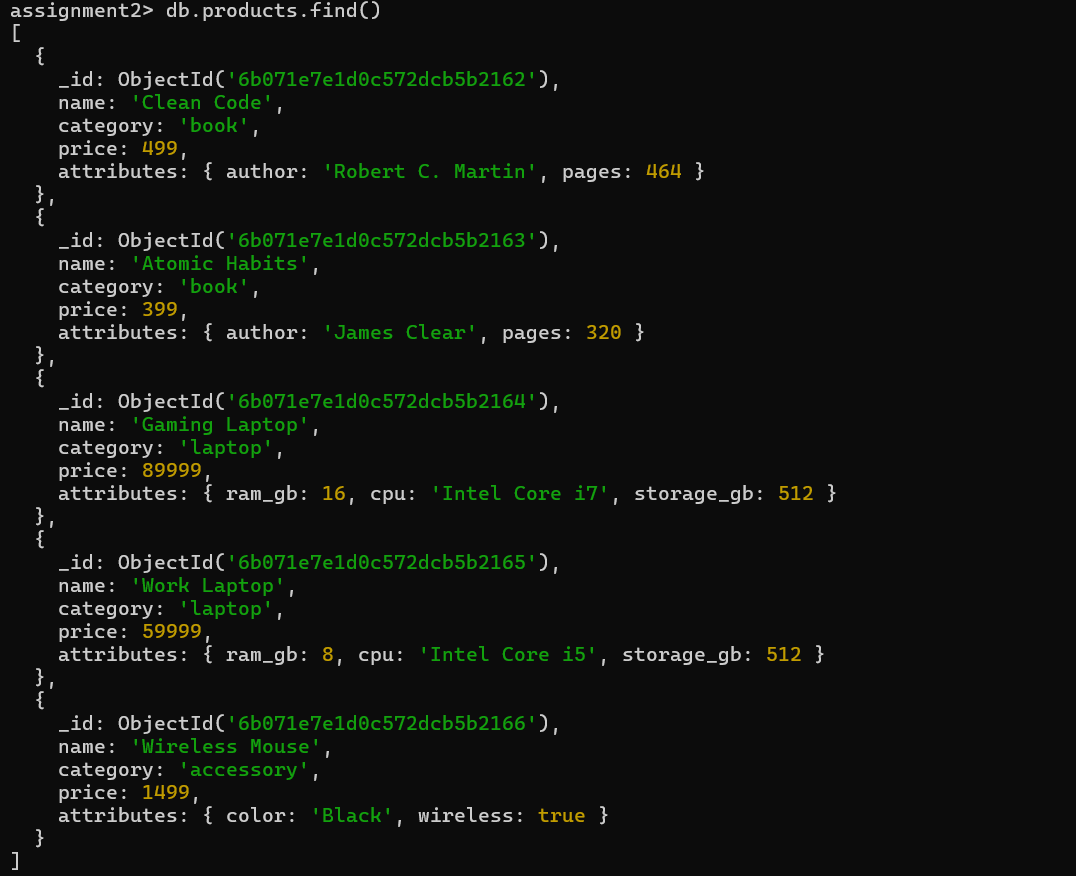 assignment2> db.products.find()
[
  {
    _id: ObjectId('6b071e7e1d0c572dcb5b2162'),
    name: 'Clean Code',
    category: 'book',
    price: 499,
    attributes: { author: 'Robert C. Martin', pages: 464 }
  },
  {
    _id: ObjectId('6b071e7e1d0c572dcb5b2163'),
    name: 'Atomic Habits',
    category: 'book',
    price: 399,
    attributes: { author: 'James Clear', pages: 320 }
  },
  {
    _id: ObjectId('6b071e7e1d0c572dcb5b2164'),
    name: 'Gaming Laptop',
    category: 'laptop',
    price: 89999,
    attributes: { ram_gb: 16, cpu: 'Intel Core i7', storage_gb: 512 }
  },
  {
    _id: ObjectId('6b071e7e1d0c572dcb5b2165'),
    name: 'Work Laptop',
    category: 'laptop',
    price: 59999,
    attributes: { ram_gb: 8, cpu: 'Intel Core i5', storage_gb: 512 }
  },
  {
    _id: ObjectId('6b071e7e1d0c572dcb5b2166'),
    name: 'Wireless Mouse',
    category: 'accessory',
    price: 1499,
    attributes: { color: 'Black', wireless: true }
  }
]